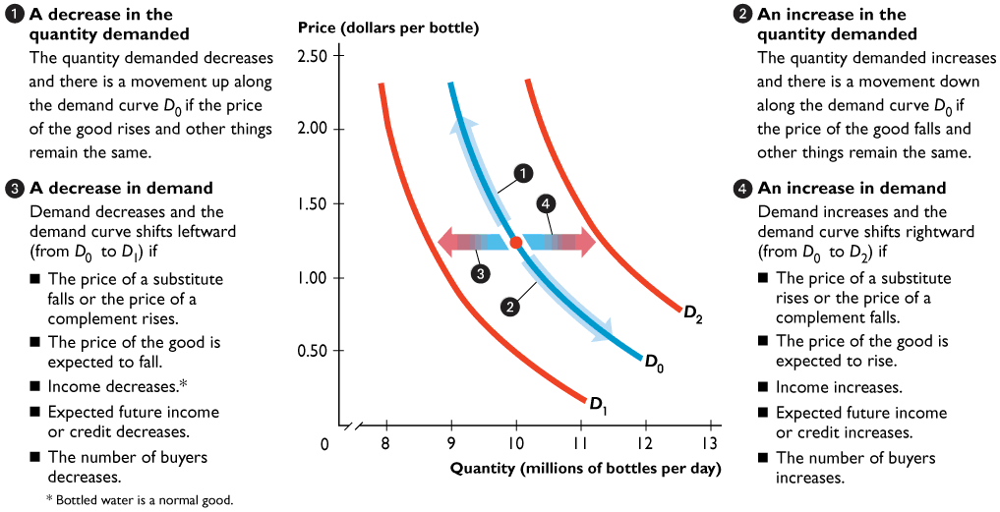 1 A decrease in the
quantity demanded
The quantity demanded decreases
and there is a movement up along
the demand curve D0 if the price
of the good rises and other things
remain the same.
3 A decrease in demand
Demand decreases and the
demand curve shifts leftward
(from D0 to D1) if
■ The price of a substitute
falls or the price of a
complement rises.
■ The price of the good is
expected to fall.
■ Income decreases.*
■ Expected future income
or credit decreases.
■ The number of buyers
decreases.
* Bottled water is a normal good.
Price (dollars per bottle)
2.50
2.00
1.50
1.00
0.50
0
8
9
10
11
12
13
Quantity (millions of bottles per day)
1
4
3
2
D2
D0
D1
2 An increase in the
quantity demanded
The quantity demanded increases
and there is a movement down
along the demand curve D0 if
the price of the good falls and
other things remain the same.
4 An increase in demand
Demand increases and the
demand curve shifts rightward
(from D0 to D2) if
■ The price of a substitute
rises or the price of a
complement falls.
■ The price of the good is
expected to rise.
■ Income increases.
■ Expected future income
or credit increases.
■ The number of buyers
increases.